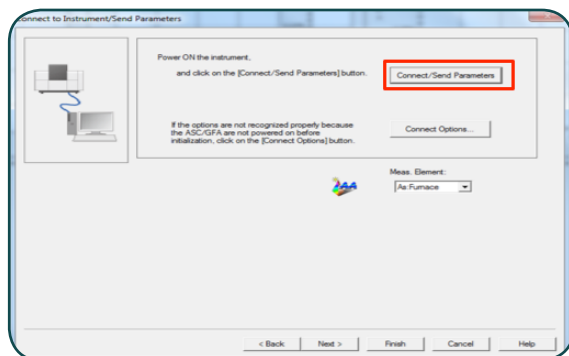 Connect to Instrument/Send Parameters
Power ON the instrument,
and click on the [Connect/Send Parameters] button.
Connect/Send Parameters
If the options are not recognized properly because
the ASC/GFA are not powered on before
initialization, click on the [Connect Options] button.
Connect Options...
Meas. Element:
AA
As:Furnace
< Back
Next >
Finish
Cancel
Help